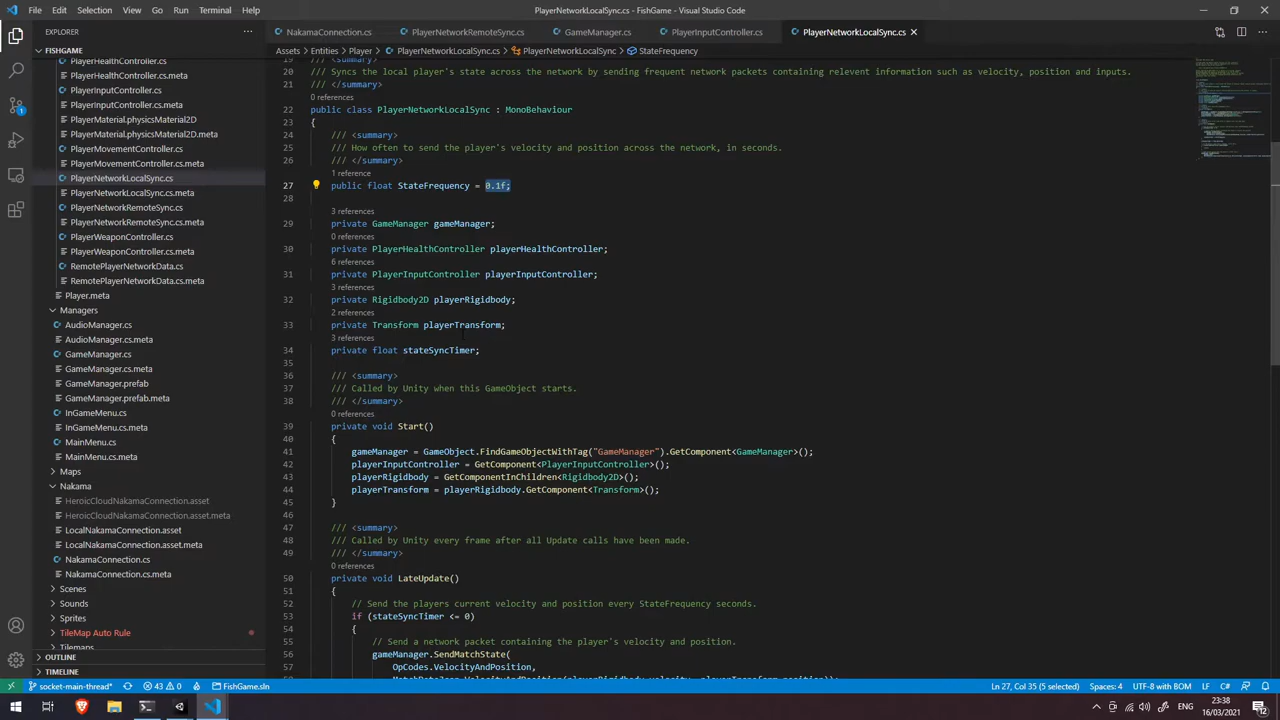 File Edit Selection View Go Run Terminal Help
PlayerNetworkLocalSync.cs - FishGame - Visual Studio Code
EXPLORER
NakamaConnection.cs
PlayerNetworkRemoteSync.cs
GameManager.cs
PlayerInputController.cs
PlayerNetworkLocalSync.cs
Assets > Entities > Player > PlayerNetworkLocalSync.cs > PlayerNetworkLocalSync > StateFrequency
FISHGAME
PlayerHealthController.cs
PlayerHealthController.cs.meta
PlayerInputController.cs
PlayerInputController.cs.meta
PlayerMaterial.physicsMaterial2D
PlayerMaterial.physicsMaterial2D.meta
PlayerMovementController.cs
PlayerMovementController.cs.meta
PlayerNetworkLocalSync.cs
PlayerNetworkLocalSync.cs.meta
PlayerNetworkRemoteSync.cs
PlayerNetworkRemoteSync.cs.meta
PlayerWeaponController.cs
PlayerWeaponController.cs.meta
RemotePlayerNetworkData.cs
RemotePlayerNetworkData.cs.meta
Player.meta
Managers
AudioManager.cs
AudioManager.cs.meta
GameManager.cs
GameManager.cs.meta
GameManager.prefab
GameManager.prefab.meta
InGameMenu.cs
InGameMenu.cs.meta
MainMenu.cs
MainMenu.cs.meta
Maps
Nakama
HeroicCloudNakamaConnection.asset
HeroicCloudNakamaConnection.asset.meta
LocalNakamaConnection.asset
LocalNakamaConnection.asset.meta
NakamaConnection.cs
NakamaConnection.cs.meta
Scenes
Sounds
Sprites
TileMap Auto Rule
Tilemaps
OUTLINE
TIMELINE
19 /// <summary>
20 /// Syncs the local player's state across the network by sending frequent network packets containing relevent information such as velocity, position and inputs.
21 /// </summary>
0 references
22 public class PlayerNetworkLocalSync : MonoBehaviour
23 {
24 /// <summary>
25 /// How often to send the player's velocity and position across the network, in seconds.
26 /// </summary>
1 reference
27 public float StateFrequency = 0.1f;
28
3 references
29 private GameManager gameManager;
0 references
30 private PlayerHealthController playerHealthController;
6 references
31 private PlayerInputController playerInputController;
3 references
32 private Rigidbody2D playerRigidbody;
2 references
33 private Transform playerTransform;
3 references
34 private float stateSyncTimer;
35
36 /// <summary>
37 /// Called by Unity when this GameObject starts.
38 /// </summary>
0 references
39 private void Start()
40 {
41 gameManager = GameObject.FindGameObjectWithTag("GameManager").GetComponent<GameManager>();
42 playerInputController = GetComponent<PlayerInputController>();
43 playerRigidbody = GetComponentInChildren<Rigidbody2D>();
44 playerTransform = playerRigidbody.GetComponent<Transform>();
45 }
46
47 /// <summary>
48 /// Called by Unity every frame after all Update calls have been made.
49 /// </summary>
0 references
50 private void LateUpdate()
51 {
52 // Send the players current velocity and position every StateFrequency seconds.
53 if (stateSyncTimer <= 0)
54 {
55 // Send a network packet containing the player's velocity and position.
56 gameManager.SendMatchState(
57 OpCodes.VelocityAndPosition,
MatchDataJson.VelocityAndPosition(playerRigidbody.velocity, playerTransform.position));
socket-main-thread* 43 0 FishGame.sln
Ln 27, Col 35 (5 selected) Spaces: 4 UTF-8 with BOM LF C#
ENG
23:38
16/03/2021
12